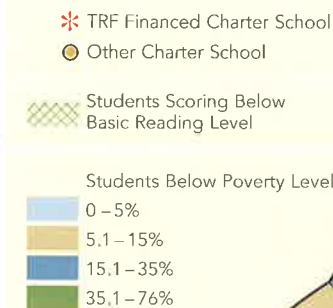 TRF Financed Charter School
Other Charter School
Students Scoring Below
Basic Reading Level
Students Below Poverty Level
0–5%
5.1–15%
15.1–35%
35.1–76%